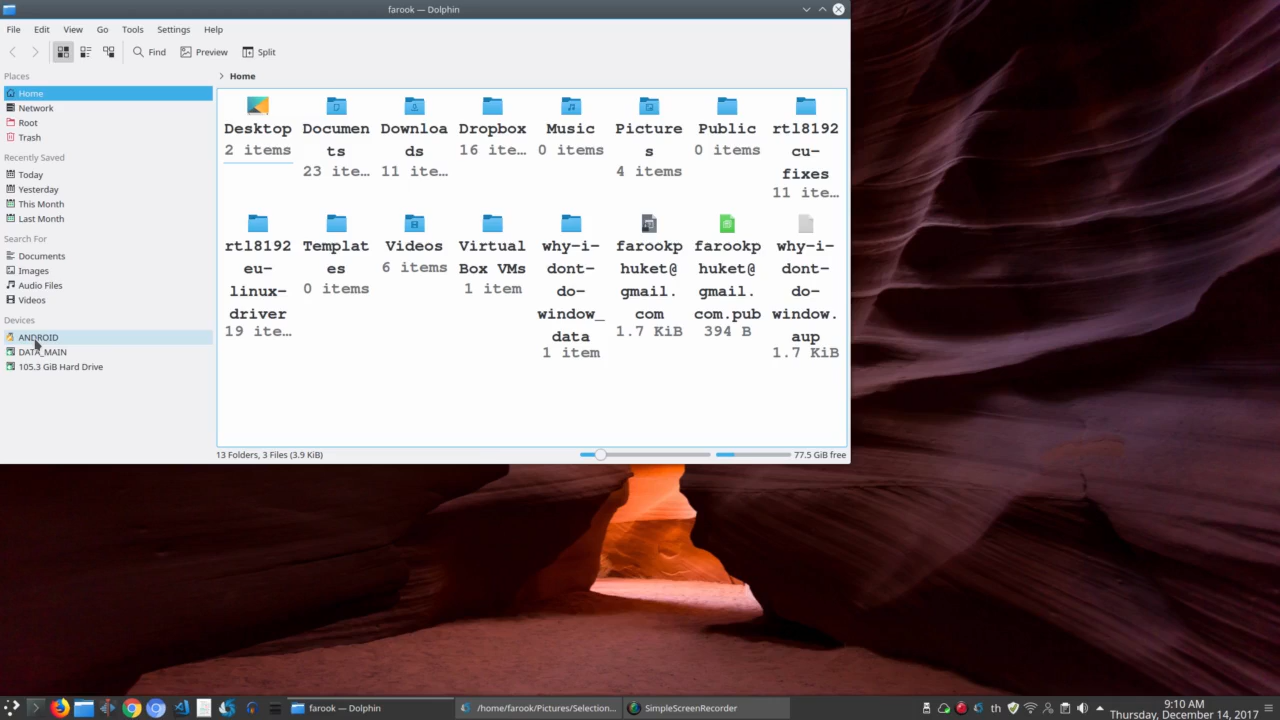 farook — Dolphin
File Edit View Go Tools Settings Help
Find Preview Split
Places
Home
Network
Root
Trash
Recently Saved
Today
Yesterday
This Month
Last Month
Search For
Documents
Images
Audio Files
Videos
Devices
ANDROID
DATA_MAIN
105.3 GiB Hard Drive
Home
Desktop
2 items
Documen
ts
23 ite...
Downloa
ds
11 ite...
Dropbox
16 ite...
Music
0 items
Picture
s
4 items
Public
0 items
rtl8192
cu-
fixes
11 ite...
rtl8192
eu-
linux-
driver
19 ite...
Templat
es
0 items
Videos
6 items
Virtual
Box VMs
1 item
why-i-
dont-
do-
window_
data
1 item
farookp
huket@
gmail.
com
1.7 KiB
farookp
huket@
gmail.
com.pub
394 B
why-i-
dont-
do-
window.
aup
1.7 KiB
13 Folders, 3 Files (3.9 KiB)
77.5 GiB free
farook — Dolphin
/home/farook/Pictures/Selection...
SimpleScreenRecorder
th
9:10 AM
Thursday, December 14, 2017